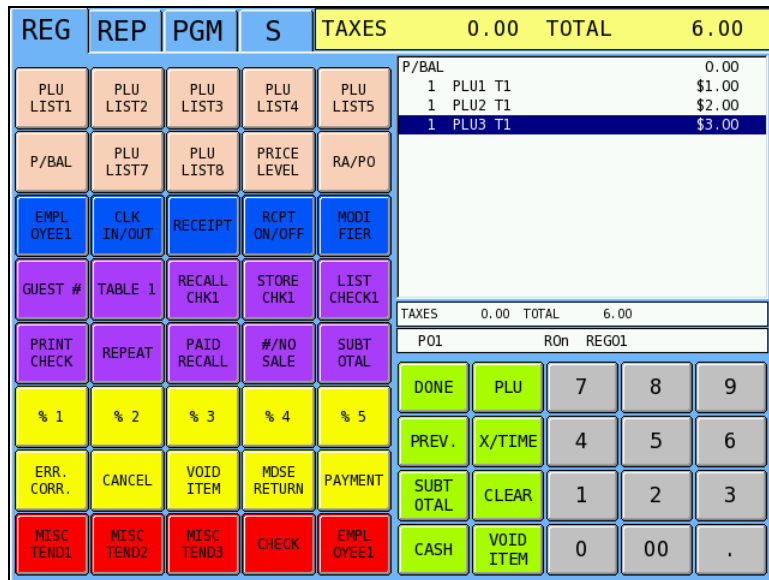 REG REP PGM S TAXES 0.00 TOTAL 6.00
PLU LIST1
PLU LIST2
PLU LIST3
PLU LIST4
PLU LIST5
P/BAL
PLU LIST7
PLU LIST8
PRICE LEVEL
RA/PO
EMPL OYEE1
CLK IN/OUT
RECEIPT
RCPT ON/OFF
MODI FIER
GUEST #
TABLE 1
RECALL CHK1
STORE CHK1
LIST CHECK1
PRINT CHECK
REPEAT
PAID RECALL
#/NO SALE
SUBT OTAL
% 1
% 2
% 3
% 4
% 5
ERR. CORR.
CANCEL
VOID ITEM
MDSE RETURN
PAYMENT
MISC TEND1
MISC TEND2
MISC TEND3
CHECK
EMPL OYEE1
P/BAL 0.00
1 PLU1 T1 $1.00
1 PLU2 T1 $2.00
1 PLU3 T1 $3.00
TAXES 0.00 TOTAL 6.00
P01 ROn REG01
DONE PLU 7 8 9
PREV. X/TIME 4 5 6
SUBT OTAL CLEAR 1 2 3
CASH VOID ITEM 0 00 .